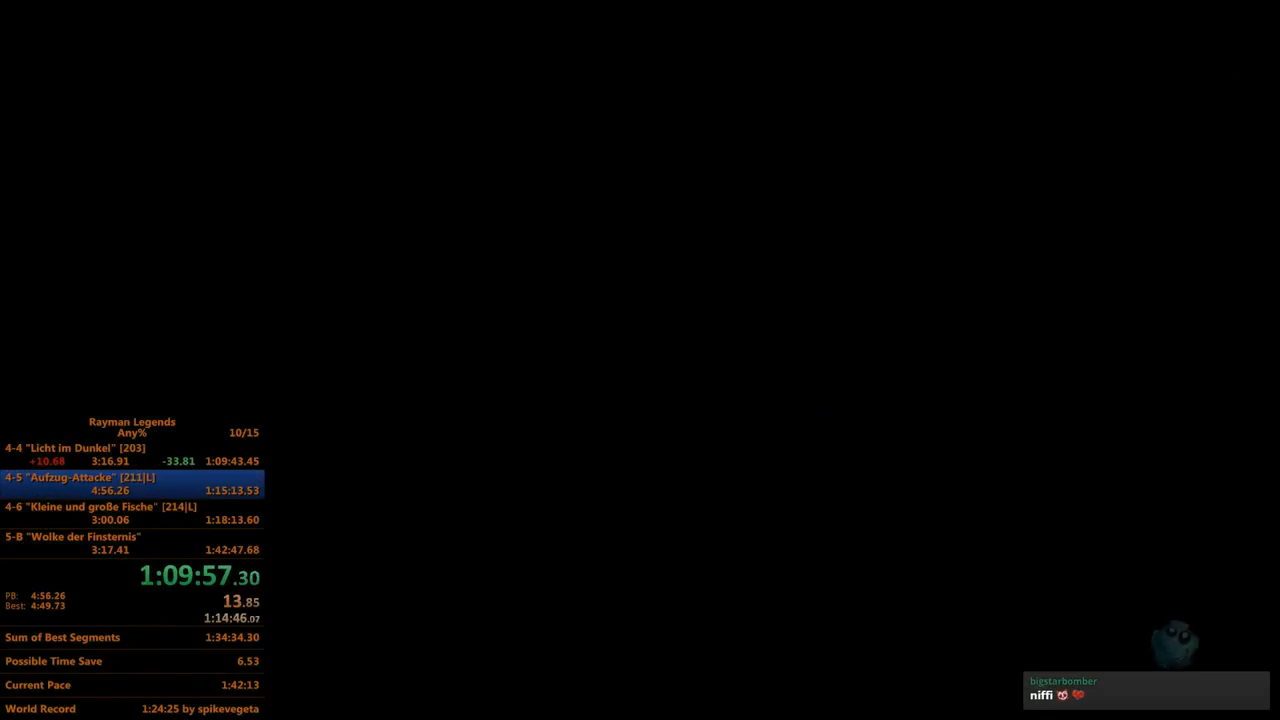 Rayman Legends
Any% 10/15
4-4 "Licht im Dunkel" [203]
+10.68 3:16.91 -33.81 1:09:43.45
4-5 "Aufzug-Attacke" [211|L]
4:56.26 1:15:13.53
4-6 "Kleine und große Fische" [214|L]
3:00.06 1:18:13.60
5-B "Wolke der Finsternis"
3:17.41 1:42:47.68
1:09:57.30
PB: 4:56.26
Best: 4:49.73
13.85
1:14:46.07
Sum of Best Segments 1:34:34.30
Possible Time Save 6.53
Current Pace 1:42:13
World Record 1:24:25 by spikevegeta
bigstarbomber
niffi